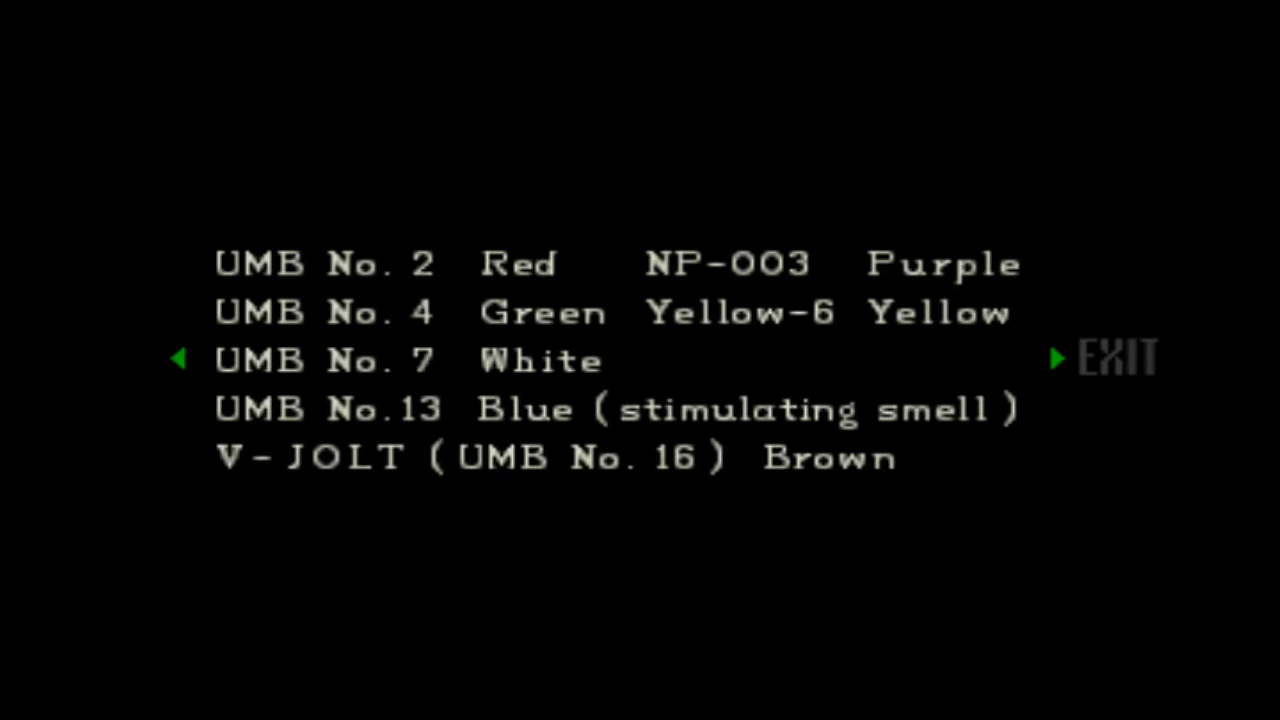 UMB No. 2 Red NP-003 Purple
UMB No. 4 Green Yellow-6 Yellow
UMB No. 7 White
EXIT
UMB No.13 Blue (stimulating smell)
V-JOLT (UMB No. 16) Brown